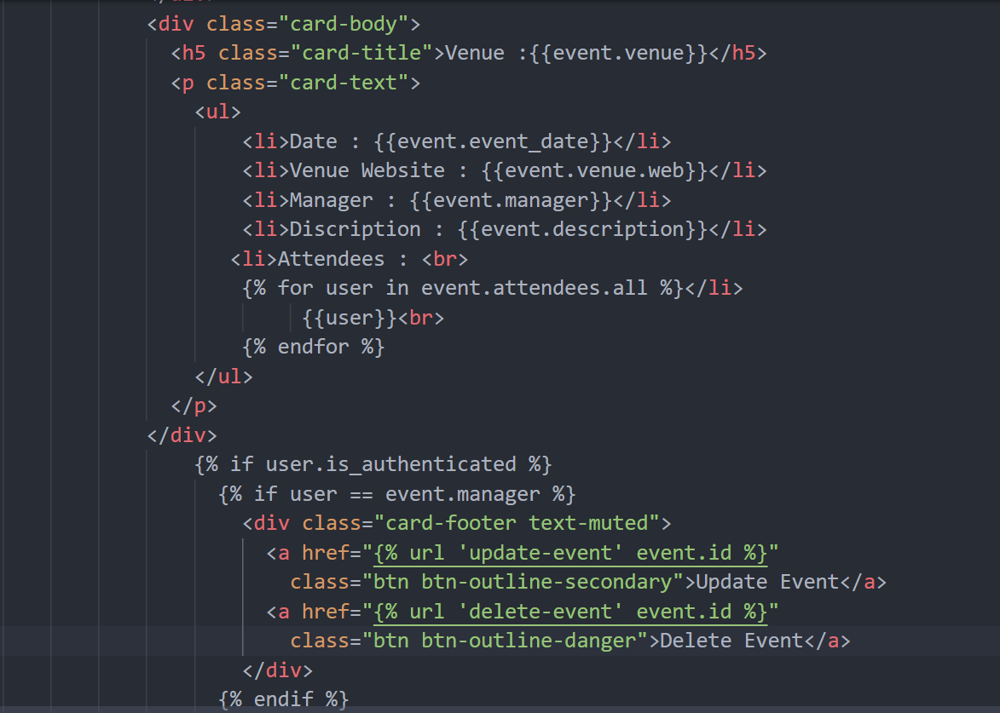 <div class="card-body">
<h5 class="card-title">Venue :{{event.venue}}</h5>
<p class="card-text">
<ul>
<li>Date : {{event.event_date}}</li>
<li>Venue Website : {{event.venue.web}}</li>
<li>Manager : {{event.manager}}</li>
<li>Discription : {{event.description}}</li>
<li>Attendees : <br>
{% for user in event.attendees.all %}</li>
{{user}}<br>
{% endfor %}
</ul>
</p>
</div>
{% if user.is_authenticated %}
{% if user == event.manager %}
<div class="card-footer text-muted">
<a href="{% url 'update-event' event.id %}"
class="btn btn-outline-secondary">Update Event</a>
<a href="{% url 'delete-event' event.id %}"
class="btn btn-outline-danger">Delete Event</a>
</div>
{% endif %}